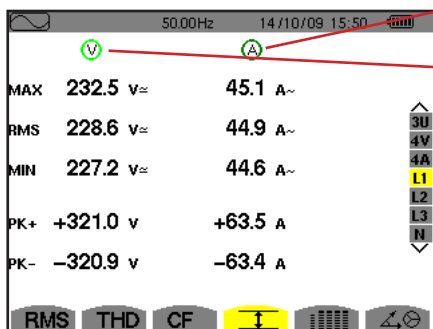 50.00Hz 14/10/09 15:50
V A
MAX 232.5 V≃ 45.1 A~
RMS 228.6 V≃ 44.9 A~
MIN 227.2 V≃ 44.6 A~
PK+ +321.0 V +63.5 A
PK- -320.9 V -63.4 A
3U
4V
4A
L1
L2
L3
N
RMS THD CF